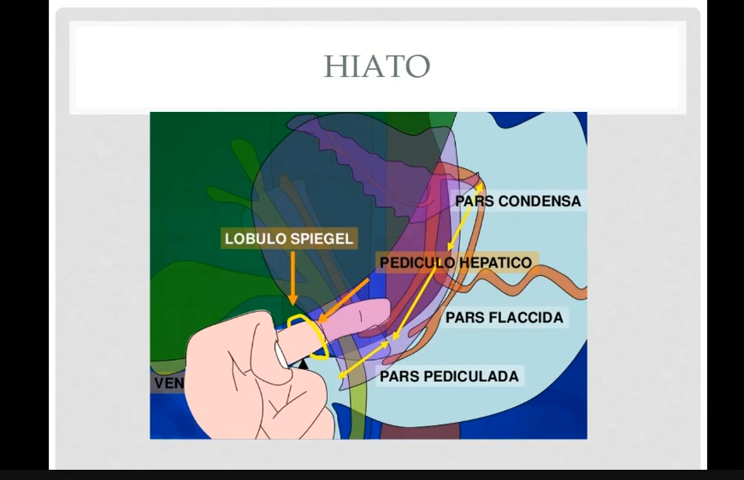 HIATO
PARS CONDENSA
LOBULO SPIEGEL
PEDICULO HEPATICO
PARS FLACCIDA
PARS PEDICULADA
VEN